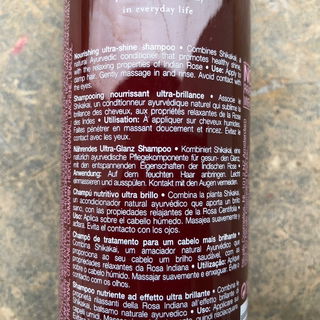 in everyday life
Nourishing ultra-shine shampoo • Combines Shikakai, a
natural Ayurvedic conditioner that promotes healthy shine,
with the relaxing properties of Indian Rose • Use: Apply to
damp hair. Gently massage in and rinse. Avoid contact with
the eyes.
Shampooing nourrissant ultra-brillance • Associe le
Shikakai, un conditionneur ayurvédique naturel qui sublime la
brillance des cheveux, aux propriétés relaxantes de la Rose
des Indes • Utilisation: A appliquer sur cheveux humides.
Faites pénétrer en massant doucement et rincez. Evitez le
contact avec les yeux.
Nährendes Ultra-Glanz Shampoo • Kombiniert Shikakai, eine
natürliche ayurvedische Pflegekomponente für gesun- den Glanz,
mit den entspannenden Eigenschaften der Indischen Rose •
Anwendung: Auf dem feuchten Haar anbringen. Leicht
einmassieren und ausspülen. Kontakt mit den Augen vermeiden.
Champú nutritivo ultra brillo • Combina la planta Shikakai,
un acondicionador natural ayurvédico que aporta un brillo
sano, con las propiedades relajantes de la Rosa Centifolia •
Uso: Aplica sobre el cabello húmedo. Masajea suavemente y
aclara. Evita el contacto con los ojos.
Champô de tratamento para um cabelo mais brilhante •
Combina Shikakai, um amaciador natural Ayurvédico que
proporciona ao seu cabelo um brilho saudável, com as
propriedades relaxantes da Rosa Indiana • Utilização: Aplicar
sobre o cabelo húmido. Massajar suavemente e enxaguar.
Evitar o contacto com os olhos.
Shampoo nutriente ad effetto ultra brillante • Combina le
proprietà rilassanti della Rosa Indiana con Shikakai, un
balsamo ayurvedico naturale • Uso: Applicare